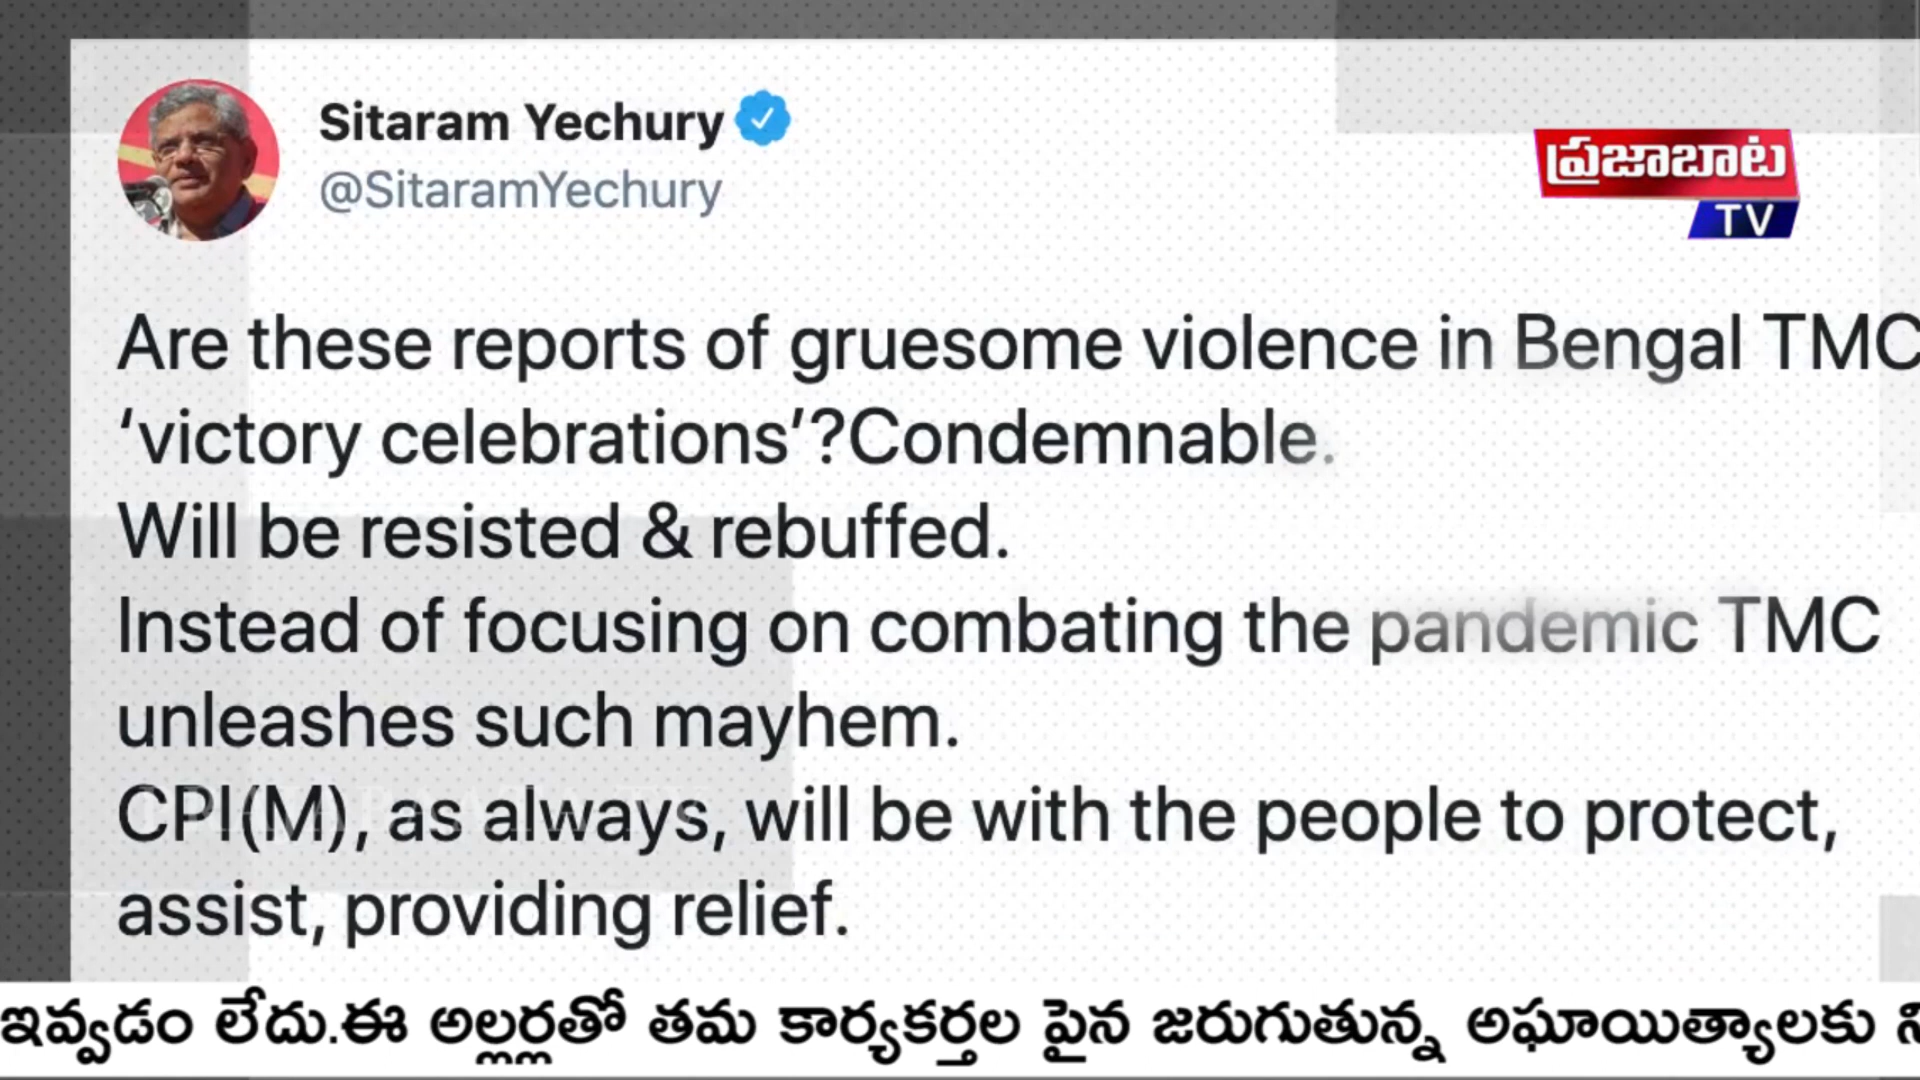 Sitaram Yechury
@SitaramYechury
ప్రజాబాట
TV
Are these reports of gruesome violence in Bengal TMC
‘victory celebrations’?Condemnable.
Will be resisted & rebuffed.
Instead of focusing on combating the pandemic TMC
unleashes such mayhem.
CPI(M), as always, will be with the people to protect,
assist, providing relief.
ఇవ్వడం లేదు.ఈ అల్లర్లతో తమ కార్యకర్తల పైన జరుగుతున్న అఘాయిత్యాలకు